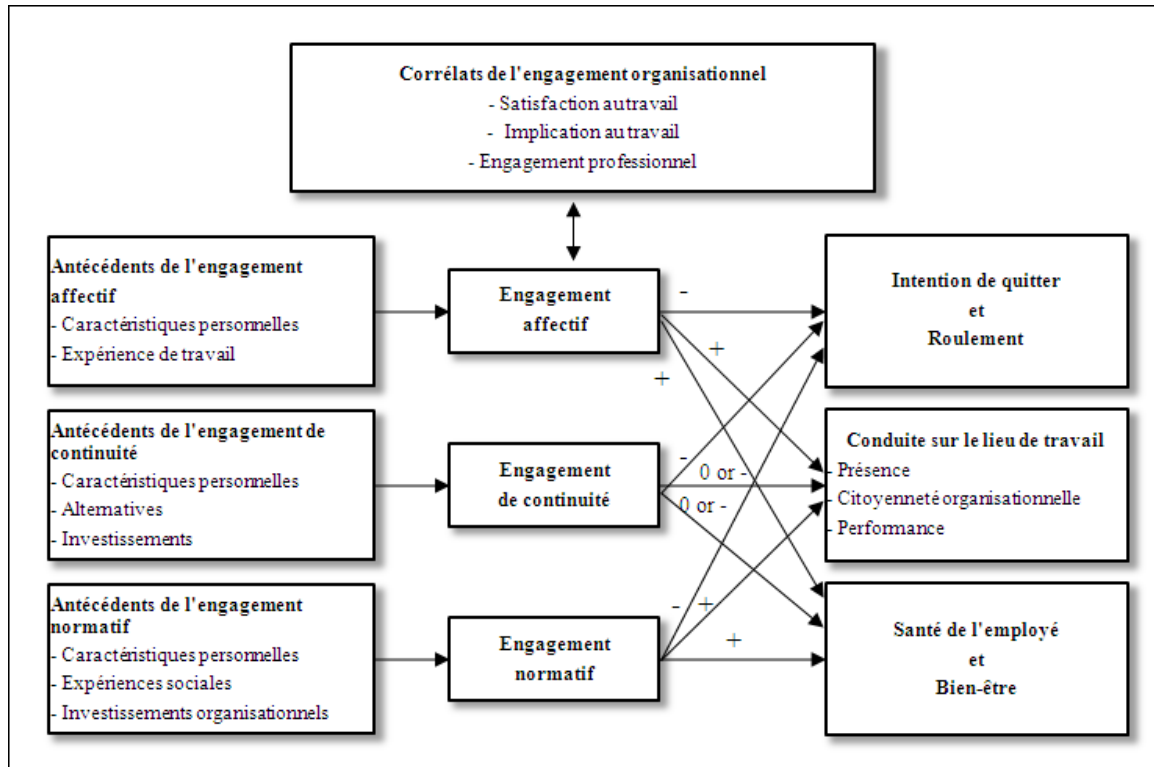 Corrélats de l'engagement organisationnel
- Satisfaction au travail
- Implication au travail
- Engagement professionnel
Antécédents de l'engagement
affectif
- Caractéristiques personnelles
- Expérience de travail
Engagement
affectif
Intention de quitter
et
Roulement
-
+
+
Antécédents de l'engagement de
continuité
- Caractéristiques personnelles
- Alternatives
- Investissements
Engagement
de continuité
Conduite sur le lieu de travail
- Présence
- Citoyenneté organisationnelle
- Performance
-
0 or -
0 or -
Antécédents de l'engagement
normatif
- Caractéristiques personnelles
- Expériences sociales
- Investissements organisationnels
Engagement
normatif
Santé de l'employé
et
Bien-être
- +
+